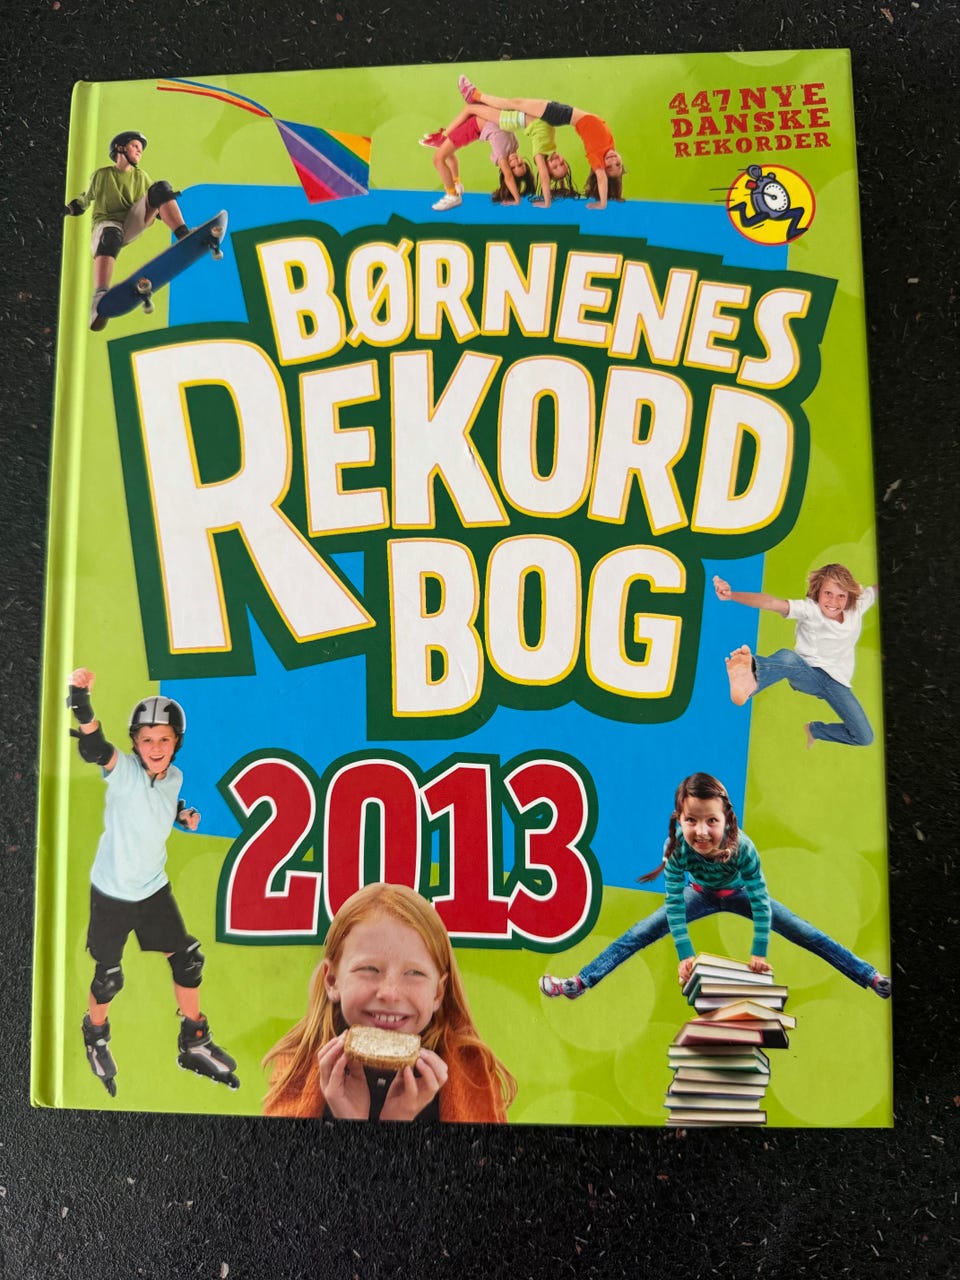 447 NYE
DANSKE
REKORDER
BØRNENES
REKORD
BOG
2013